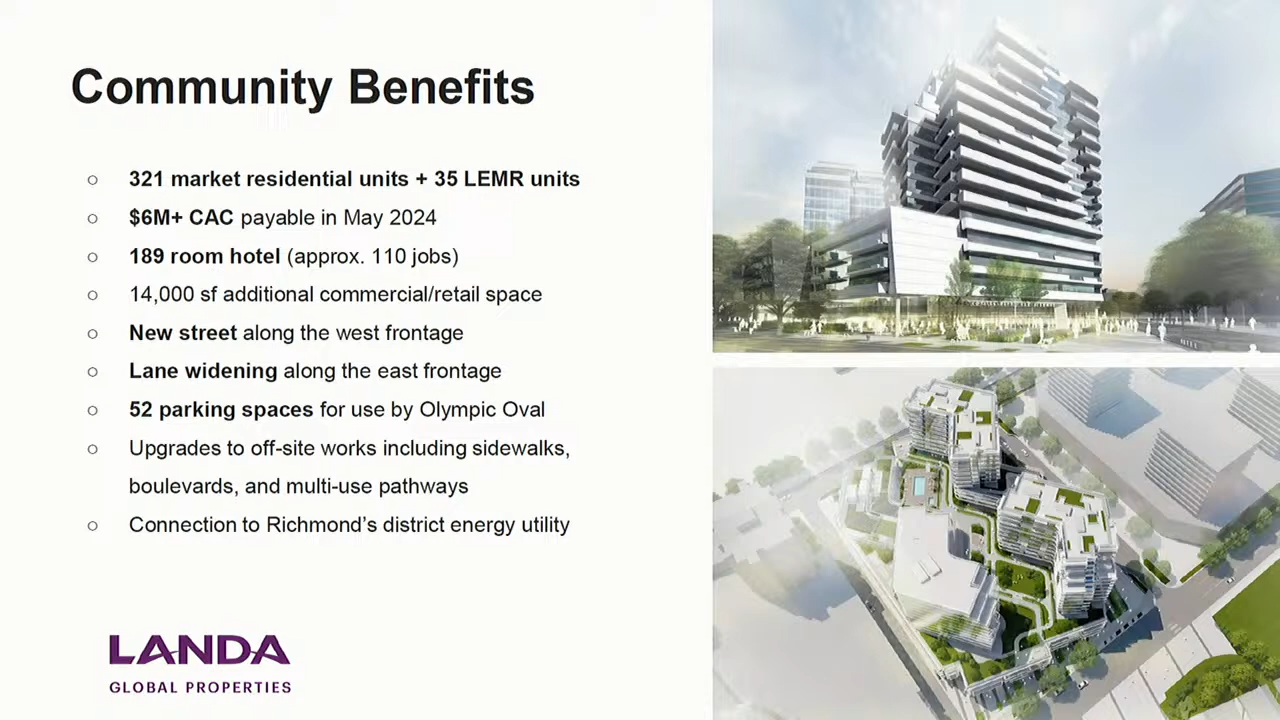 Community Benefits
○ 321 market residential units + 35 LEMR units
○ $6M+ CAC payable in May 2024
○ 189 room hotel (approx. 110 jobs)
○ 14,000 sf additional commercial/retail space
○ New street along the west frontage
○ Lane widening along the east frontage
○ 52 parking spaces for use by Olympic Oval
○ Upgrades to off-site works including sidewalks,
boulevards, and multi-use pathways
○ Connection to Richmond’s district energy utility
LANDA
GLOBAL PROPERTIES